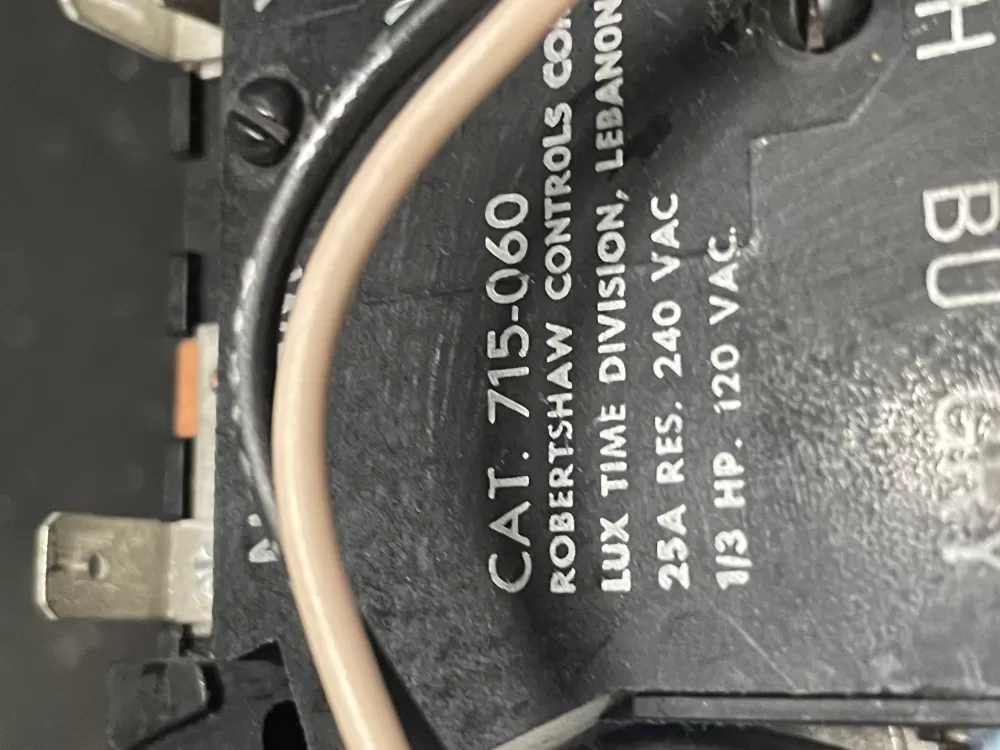 CAT. 715-060
ROBERTSHAW CONTROLS
LUX TIME DIVISION, LEBANON
25A RES. 240 VAC
1/3 HP. 120 VAC.
H
BU
GRY